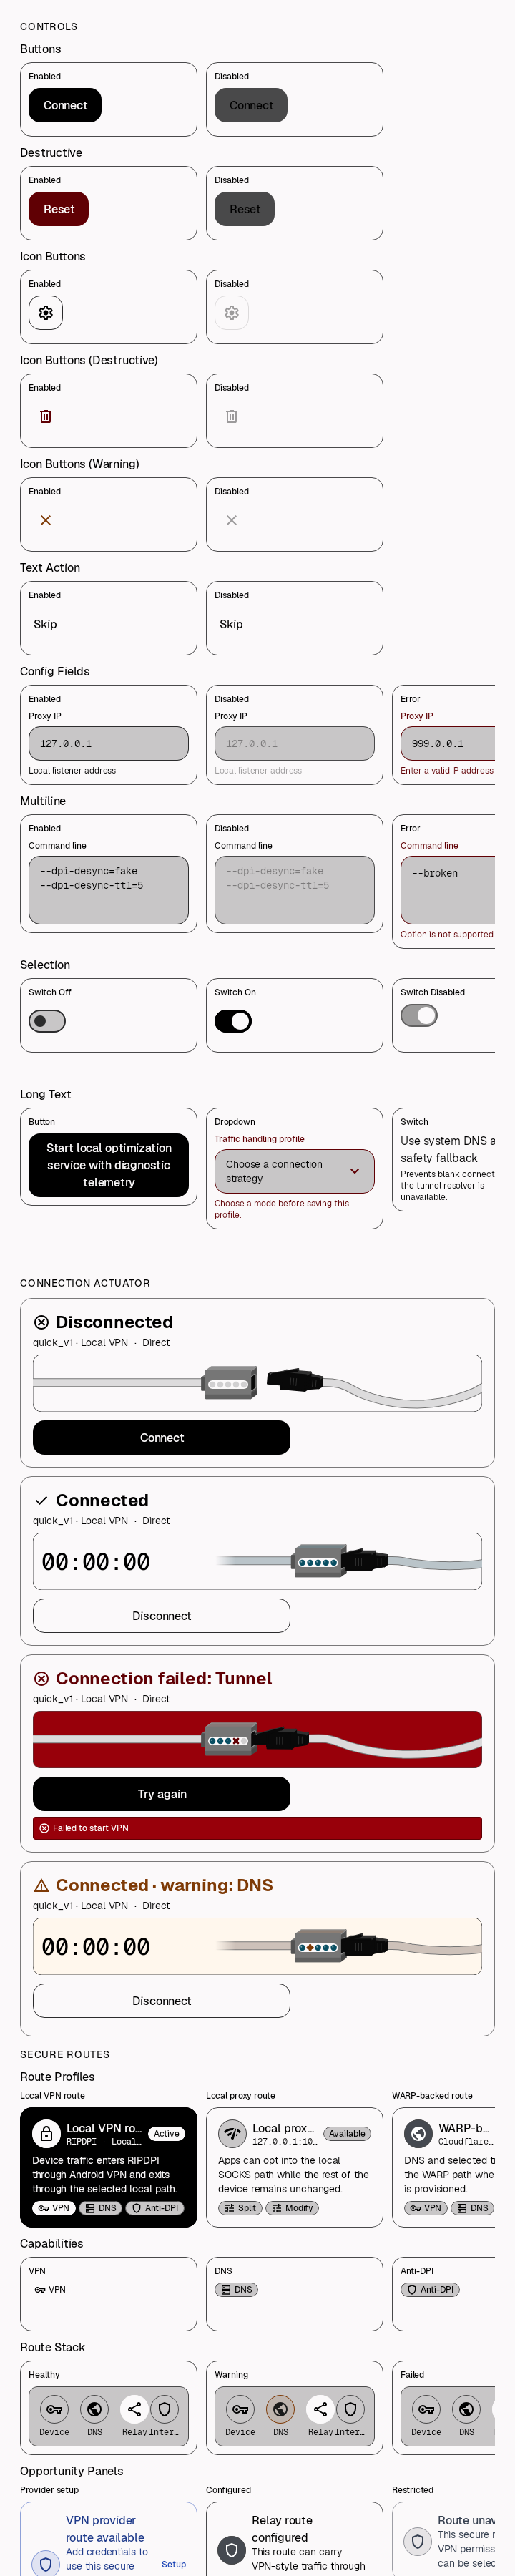 CONTROLS
Buttons
Enabled
Disabled
Connect
Connect
Destructive
Enabled
Disabled
Reset
Reset
Icon Buttons
Enabled
Disabled
Icon Buttons (Destructive)
Enabled
Disabled
Icon Buttons (Warning)
Enabled
Disabled
Text Action
Enabled
Disabled
Skip
Skip
Config Fields
Enabled
Disabled
Error
Proxy IP
Proxy IP
Proxy IP
127.0.0.1
127.0.0.1
999.0.0.1
Local listener address
Local listener address
Enter a valid IP address
Multiline
Enabled
Disabled
Error
Command line
Command line
Command line
--dpi-desync=fake
--dpi-desync-ttl=5
--dpi-desync=fake
--dpi-desync-ttl=5
--broken
Option is not supported
Selection
Switch Off
Switch On
Switch Disabled
Long Text
Button
Dropdown
Switch
Start local optimization
service with diagnostic
telemetry
Traffic handling profile
Choose a connection
strategy
Choose a mode before saving this
profile.
Use system DNS a
safety fallback
Prevents blank connect
the tunnel resolver is
unavailable.
CONNECTION ACTUATOR
Disconnected
quick_v1 · Local VPN · Direct
Connect
Connected
quick_v1 · Local VPN · Direct
00:00:00
Disconnect
Connection failed: Tunnel
quick_v1 · Local VPN · Direct
Try again
Failed to start VPN
Connected · warning: DNS
quick_v1 · Local VPN · Direct
00:00:00
Disconnect
SECURE ROUTES
Route Profiles
Local VPN route
Local proxy route
WARP-backed route
Local VPN ro...
RIPDPI · Local...
Active
Device traffic enters RIPDPI
through Android VPN and exits
through the selected local path.
VPN
DNS
Anti-DPI
Local prox...
127.0.0.1:10...
Available
Apps can opt into the local
SOCKS path while the rest of the
device remains unchanged.
Split
Modify
WARP-b...
Cloudflare...
DNS and selected t
the WARP path whe
is provisioned.
VPN
DNS
Capabilities
VPN
DNS
Anti-DPI
VPN
DNS
Anti-DPI
Route Stack
Healthy
Warning
Failed
Device
DNS
Relay
Inter...
Device
DNS
Relay
Inter...
Device
DNS
Opportunity Panels
Provider setup
Configured
Restricted
VPN provider
route available
Add credentials to
use this secure
Setup
Relay route
configured
This route can carry
VPN-style traffic through
Route unav
This secure r
VPN permiss
can be selec